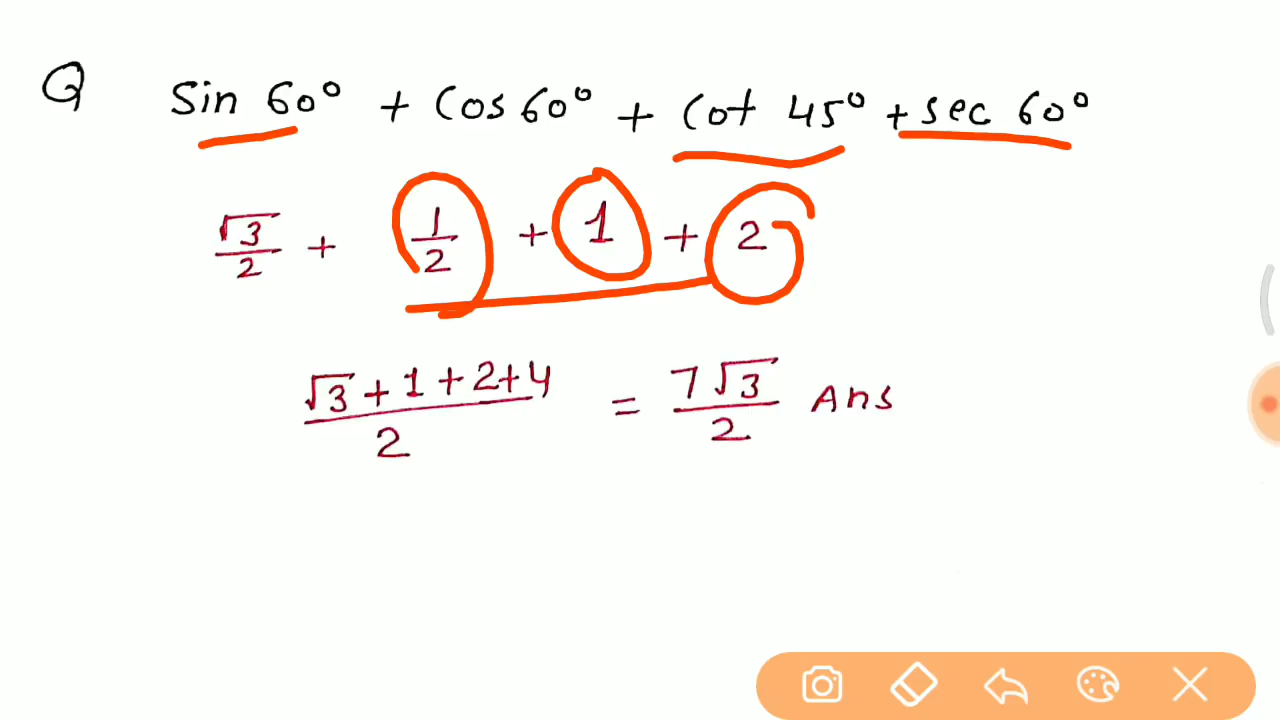 Q Sin 60° + Cos 60° + Cot 45° + sec 60°
√3/2 + 1/2 + 1 + 2
(√3 + 1 + 2 + 4)/2 = 7√3/2 Ans